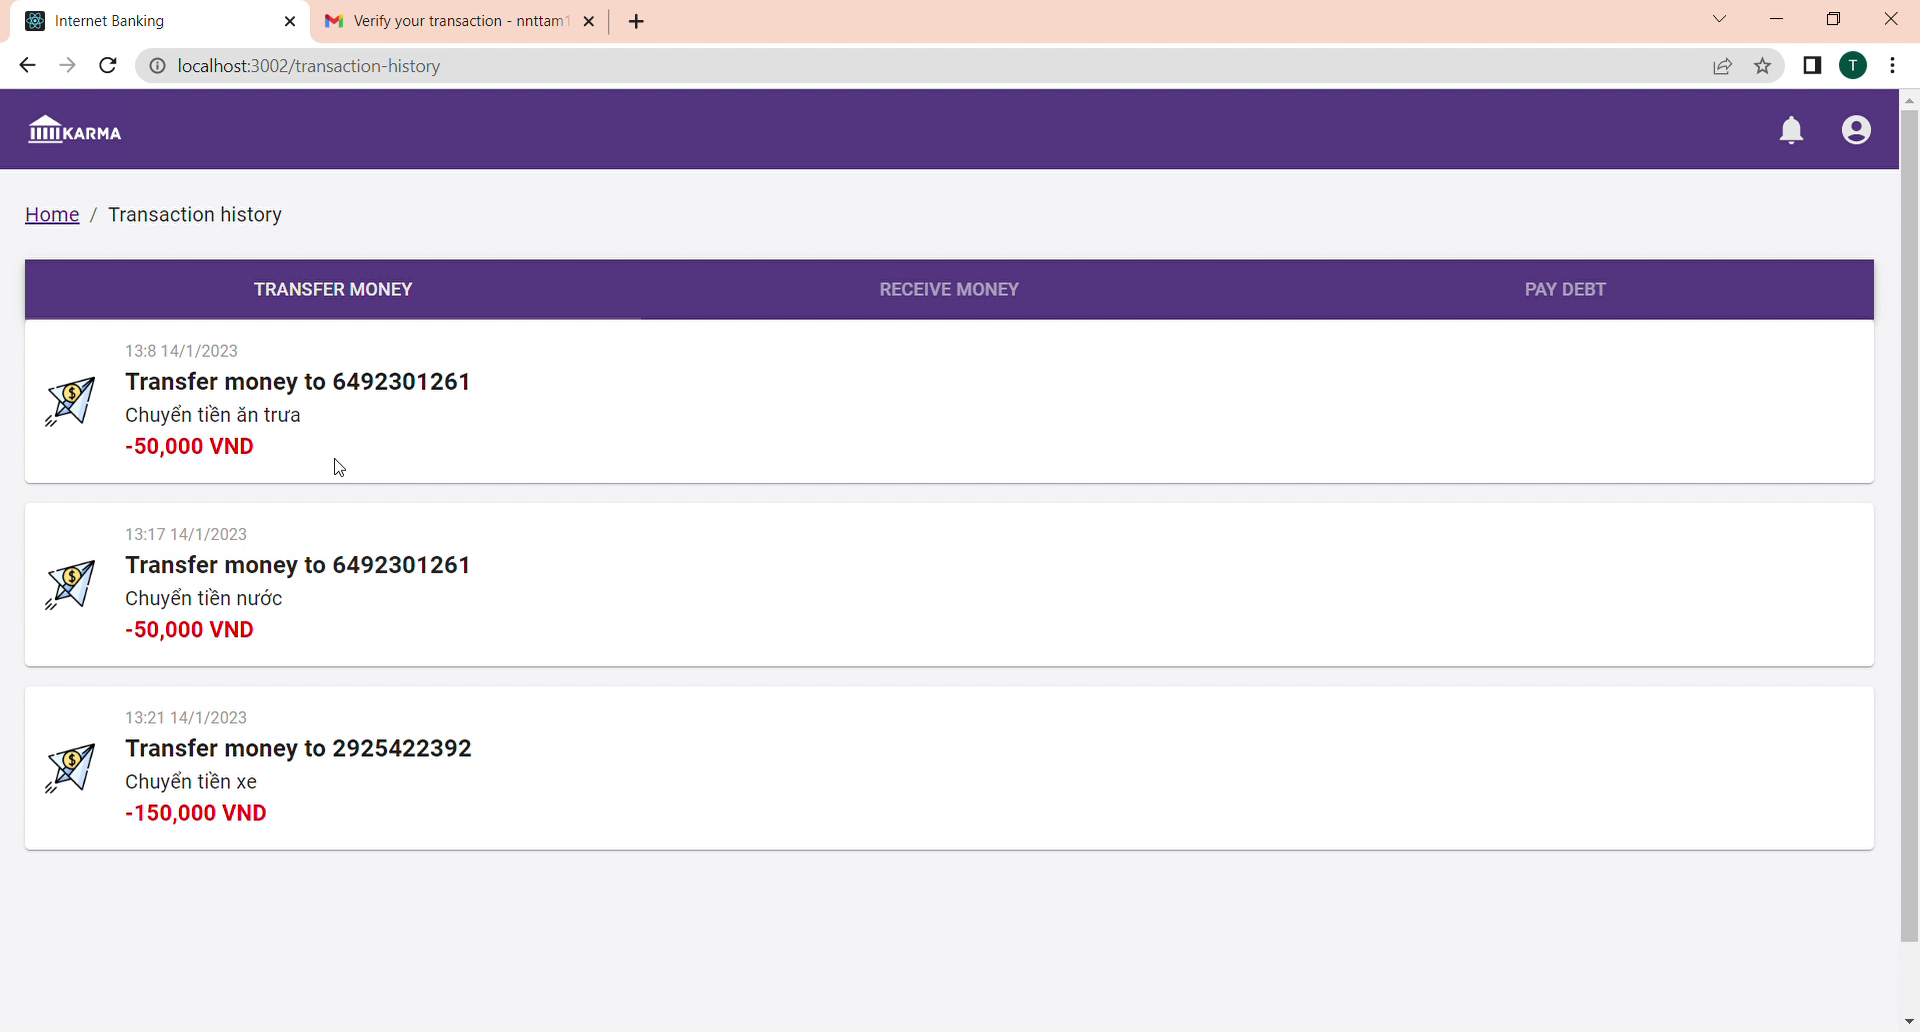 Internet Banking
Verify your transaction - nnttam1
localhost:3002/transaction-history
T
KARMA
Home / Transaction history
TRANSFER MONEY
RECEIVE MONEY
PAY DEBT
13:8 14/1/2023
Transfer money to 6492301261
Chuyển tiền ăn trưa
-50,000 VND
13:17 14/1/2023
Transfer money to 6492301261
Chuyển tiền nước
-50,000 VND
13:21 14/1/2023
Transfer money to 2925422392
Chuyển tiền xe
-150,000 VND